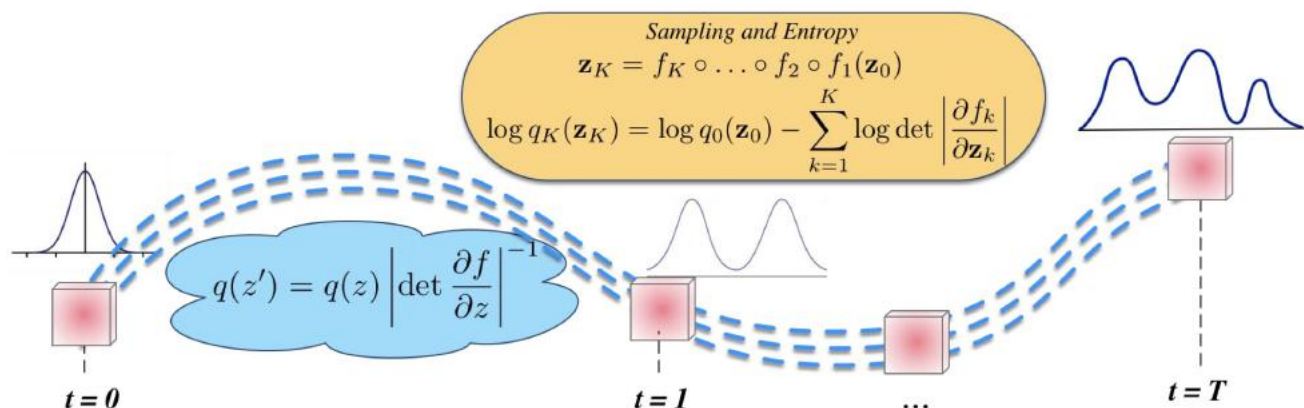 Sampling and Entropy
𝐳_K = f_K ∘ … ∘ f_2 ∘ f_1(𝐳_0)
log q_K(𝐳_K) = log q_0(𝐳_0) − ∑_{k=1}^{K} log det |∂f_k/∂𝐳_k|
q(z′) = q(z) |det ∂f/∂z|^{−1}
t = 0 t = 1 ... t = T